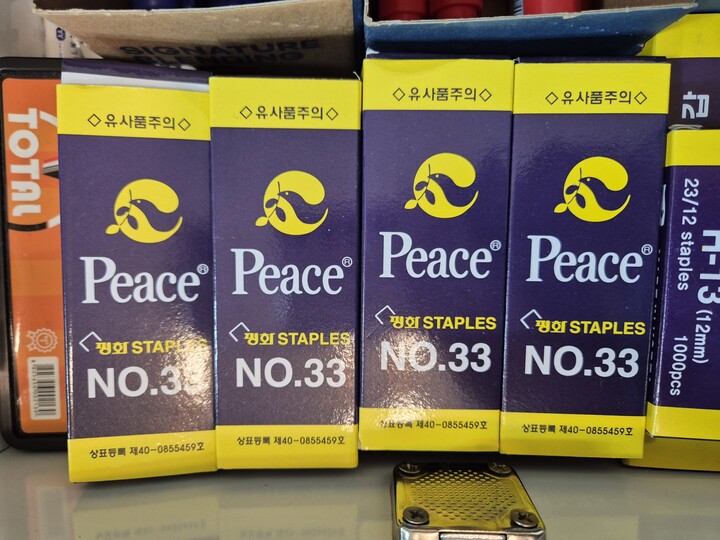 SIGNATURE
TOTAL
◇유사품주의◇
Peace®
평화 STAPLES
NO.33
상표등록 제40-0855459호
◇유사품주의◇
Peace®
평화 STAPLES
NO.33
상표등록 제40-0855459호
◇유사품주의◇
Peace®
평화 STAPLES
NO.33
상표등록 제40-0855459호
◇유사품주의◇
Peace®
평화 STAPLES
NO.33
상표등록 제40-0855459호
(12mm)
23/12 staples
1000pcs